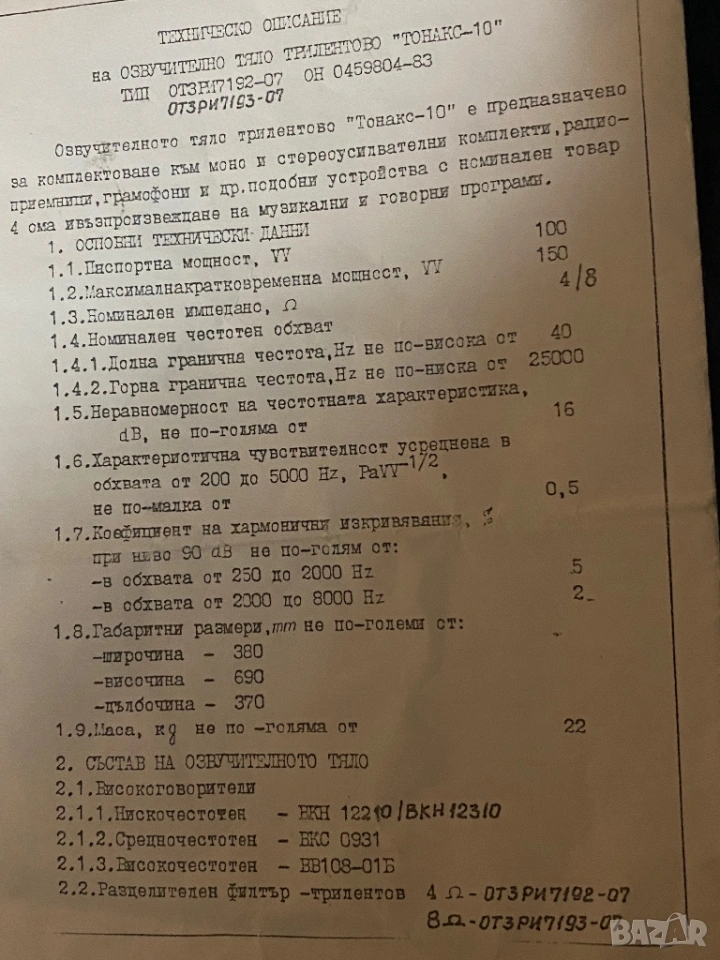 ТЕХНИЧЕСКО ОПИСАНИЕ
на ОЗВУЧИТЕЛНО ТЯЛО ТРИЛЕНТОВО "ТОНАКС-10"
ТИП ОТЗРИ7192-07 ОН 0459804-83
ОТЗРИ7193-07
Озвучителното тяло трилентово "Тонакс-10" е предназначено
за комплектоване към моно и стереоусилвателни комплекти, радио-
приемници, грамофони и др.подобни устройства с номинален товар
4 ома ивъзпроизвеждане на музикални и говорни програми.
1. ОСНОВНИ ТЕХНИЧЕСКИ ДАННИ
1.1.Паспортна мощност, VV 100
1.2.Максималнакратковременна мощност, VV 150
1.3.Номинален импеданс, Ω 4/8
1.4.Номинален честотен обхват
1.4.1.Долна гранична честота,Hz не по-висока от 40
1.4.2.Горна гранична честота,Hz не по-ниска от 25000
1.5.Неравномерност на честотната характеристика,
dB, не по-голяма от 16
1.6.Характеристична чувствителност усреднена в
обхвата от 200 до 5000 Hz, PaVV-1/2,
не по-малка от 0,5
1.7.Коефициент на хармонични изкривявания, %
при ниво 90 dB не по-голям от:
-в обхвата от 250 до 2000 Hz 5
-в обхвата от 2000 до 8000 Hz 2
1.8.Габаритни размери,mm не по-големи от:
-широчина - 380
-височина - 690
-дълбочина - 370
1.9.Маса, kg не по -голяма от 22
2. СЪСТАВ НА ОЗВУЧИТЕЛНОТО ТЯЛО
2.1.Високоговорители
2.1.1.Нискочестотен - ВКН 12210/ВКН12310
2.1.2.Средночестотен - ВКС 0931
2.1.3.Високочестотен - ВВ108-01Б
2.2.Разделителен филтър -трилентов 4 Ω-ОТЗРИ7192-07
8Ω-ОТЗРИ7193-07
BAZAR